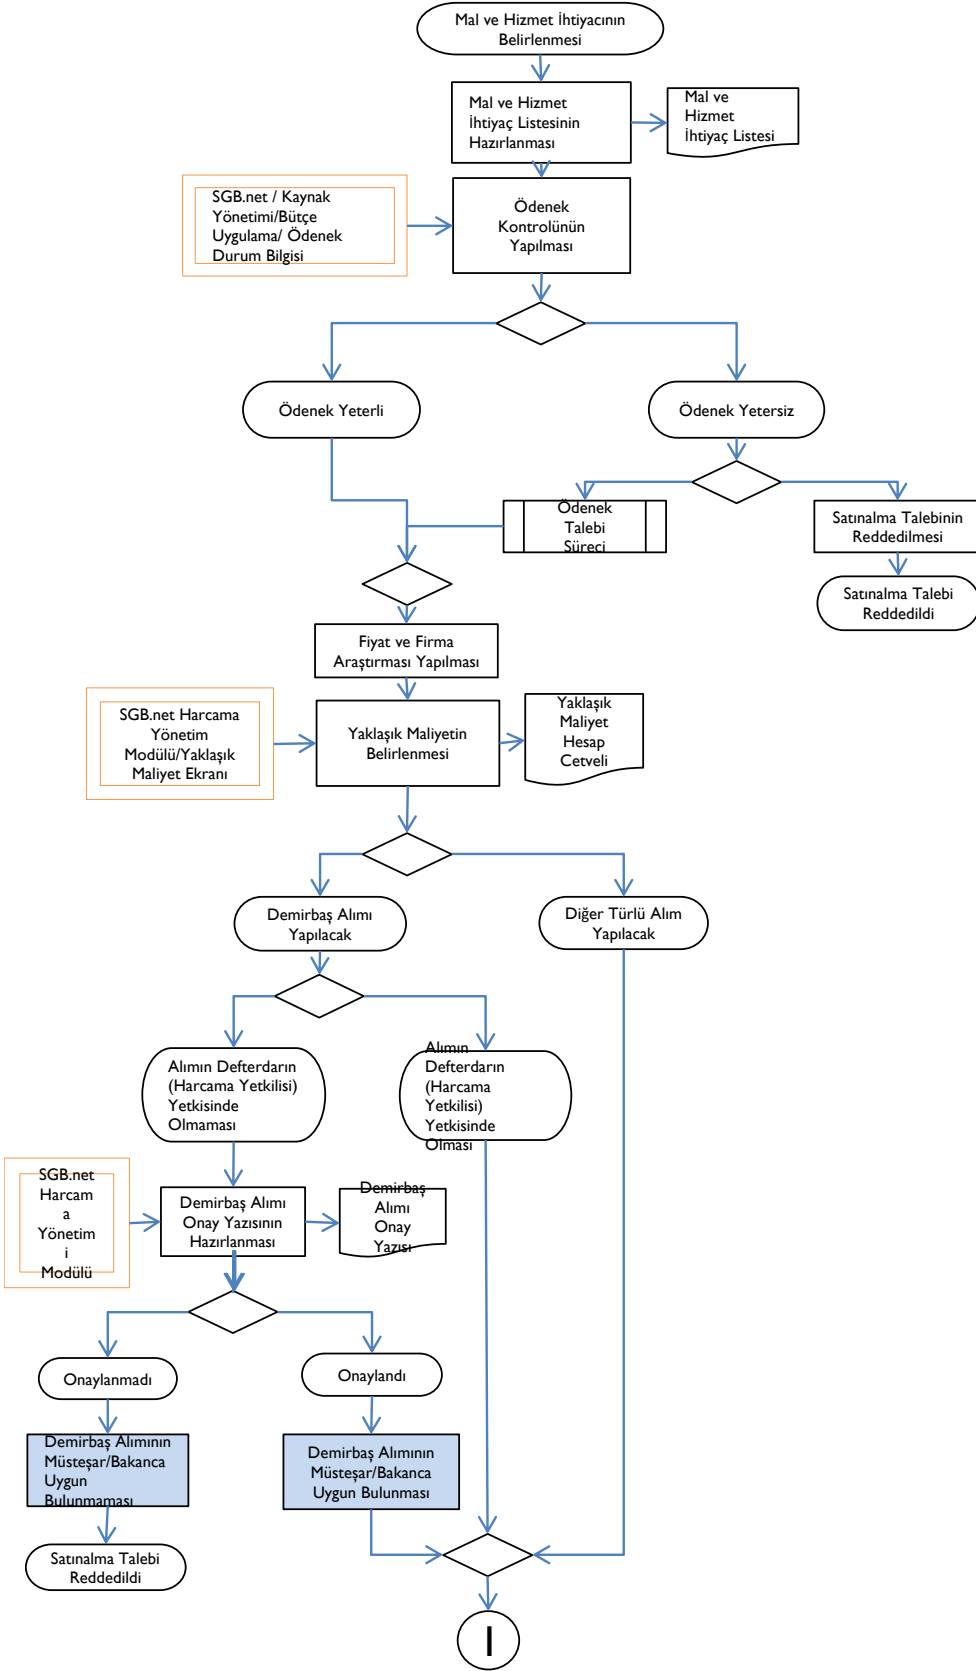 Mal ve Hizmet İhtiyacının
Belirlenmesi
Mal ve Hizmet
İhtiyaç Listesinin
Hazırlanması
Mal ve
Hizmet
İhtiyaç Listesi
SGB.net / Kaynak
Yönetimi/Bütçe
Uygulama/ Ödenek
Durum Bilgisi
Ödenek
Kontrolünün
Yapılması
Ödenek Yeterli
Ödenek Yetersiz
Ödenek
Talebi
Süreci
Satınalma Talebinin
Reddedilmesi
Satınalma Talebi
Reddedildi
Fiyat ve Firma
Araştırması Yapılması
SGB.net Harcama
Yönetim
Modülü/Yaklaşık
Maliyet Ekranı
Yaklaşık Maliyetin
Belirlenmesi
Yaklaşık
Maliyet
Hesap
Cetveli
Demirbaş Alımı
Yapılacak
Diğer Türlü Alım
Yapılacak
Alımın Defterdarın
(Harcama Yetkilisi)
Yetkisinde
Olmaması
Alımın
Defterdarın
(Harcama
Yetkilisi)
Yetkisinde
Olması
SGB.net
Harcam
a
Yönetim
i
Modülü
Demirbaş Alımı
Onay Yazısının
Hazırlanması
Demirbaş
Alımı
Onay
Yazısı
Onaylanmadı
Onaylandı
Demirbaş Alımının
Müsteşar/Bakanca
Uygun
Bulunmaması
Demirbaş Alımının
Müsteşar/Bakanca
Uygun Bulunması
Satınalma Talebi
Reddedildi
I